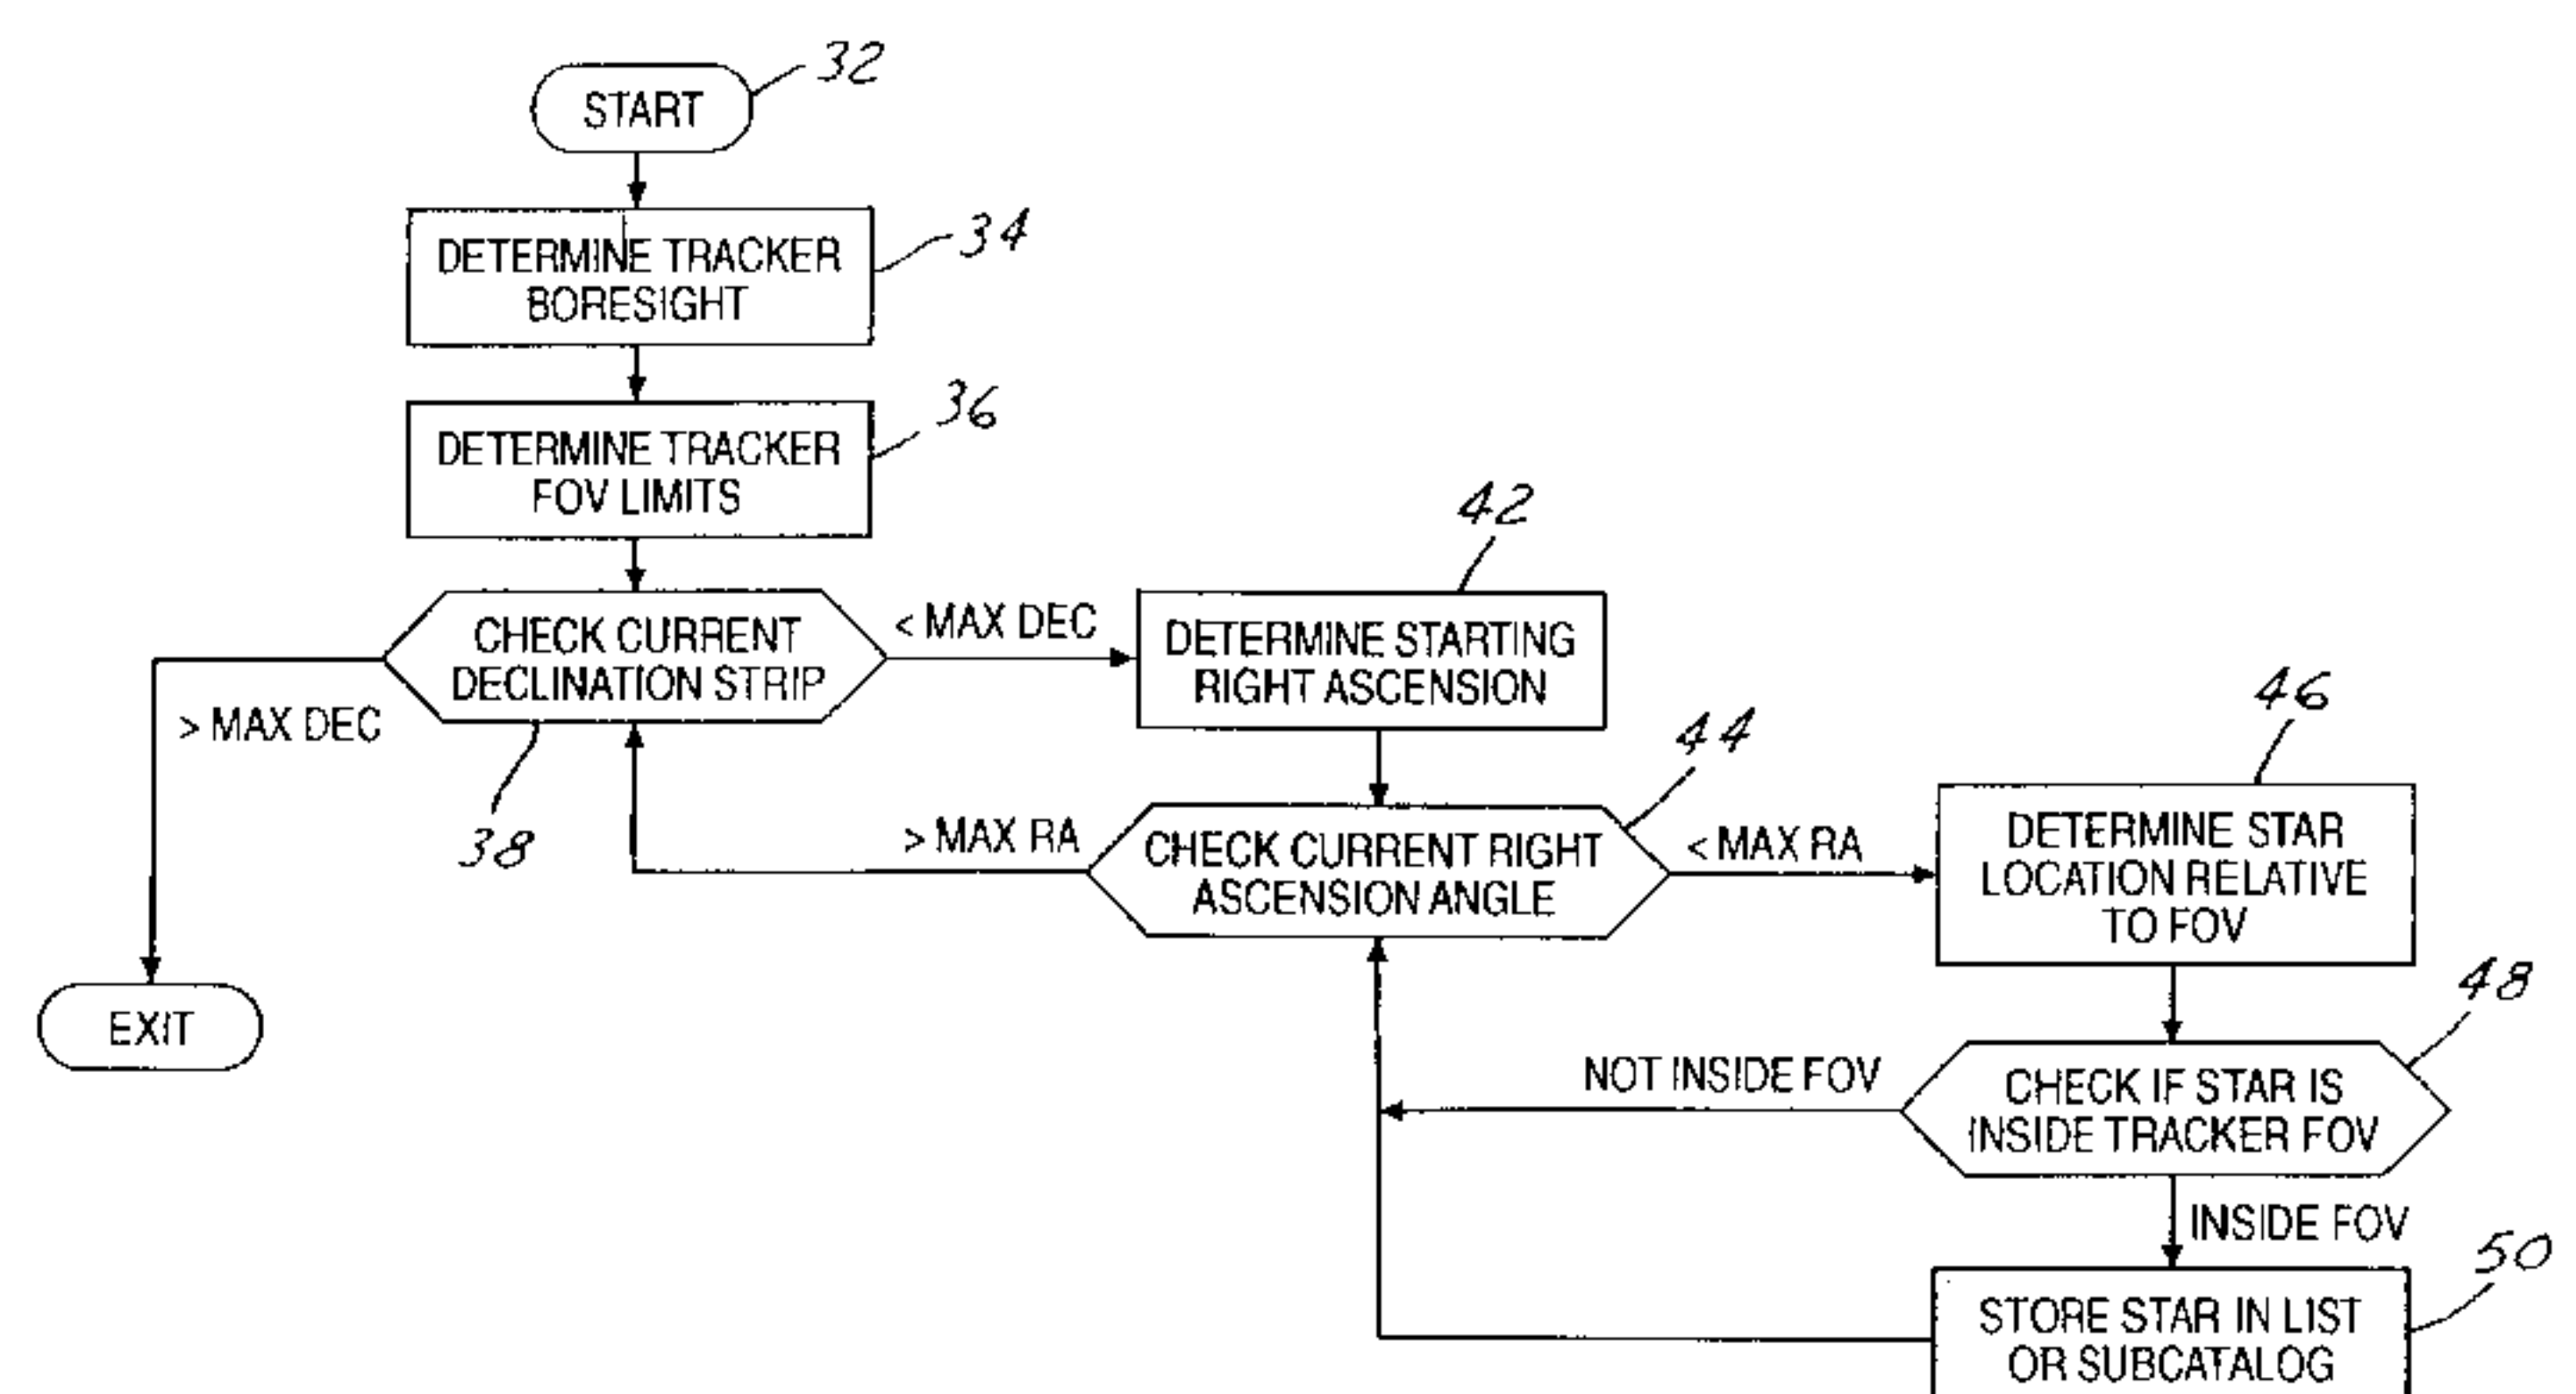 START
32
DETERMINE TRACKER
BORESIGHT
34
DETERMINE TRACKER
FOV LIMITS
36
CHECK CURRENT
DECLINATION STRIP
38
< MAX DEC
> MAX DEC
EXIT
DETERMINE STARTING
RIGHT ASCENSION
42
CHECK CURRENT RIGHT
ASCENSION ANGLE
44
> MAX RA
< MAX RA
DETERMINE STAR
LOCATION RELATIVE
TO FOV
46
CHECK IF STAR IS
INSIDE TRACKER FOV
48
NOT INSIDE FOV
INSIDE FOV
STORE STAR IN LIST
OR SUBCATALOG
50